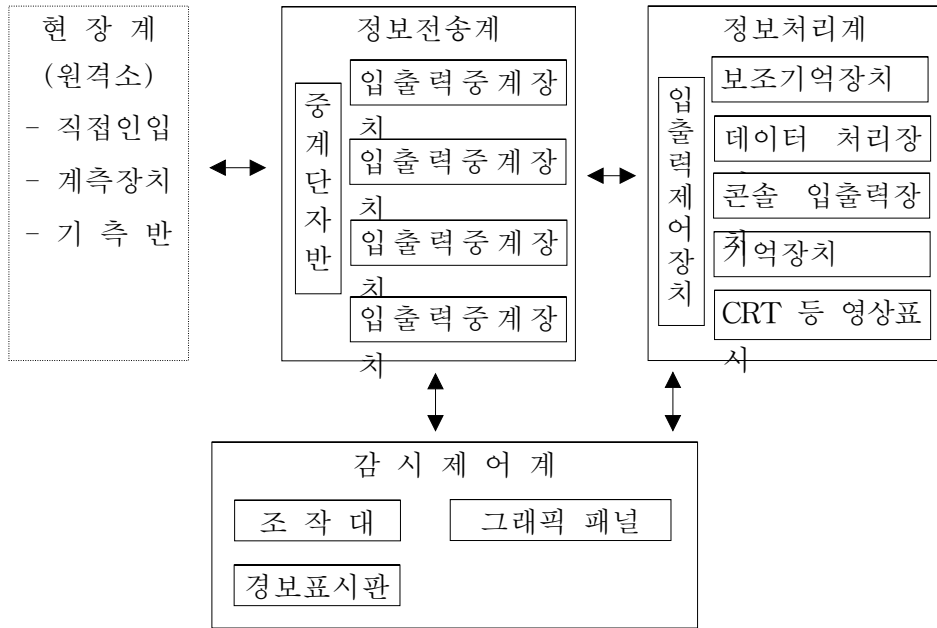 현 장 계
(원격소)
- 직접인입
- 계측장치
- 기 측 반
정보전송계
중계단자반
입출력중계장치
입출력중계장치
입출력중계장치
입출력중계장치
정보처리계
입출력제어장치
보조기억장치
데이터 처리장
콘솔 입출력장치
기억장치
CRT 등 영상표시
감 시 제 어 계
조 작 대
그래픽 패널
경보표시판